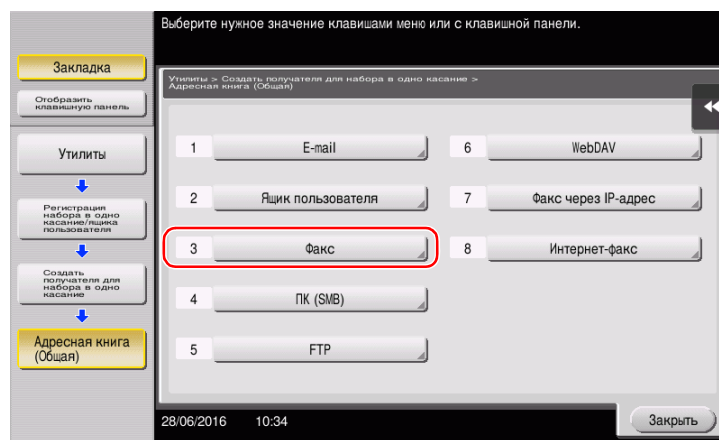 Выберите нужное значение клавишами меню или с клавишной панели.
Закладка
Отобразить
клавишную панель
Утилиты > Создать получателя для набора в одно касание >
Адресная книга (Общая)
Утилиты
Регистрация
набора в одно
касание/ящика
пользователя
Создать
получателя для
набора в одно
касание
Адресная книга
(Общая)
1 E-mail
2 Ящик пользователя
3 Факс
4 ПК (SMB)
5 FTP
6 WebDAV
7 Факс через IP-адрес
8 Интернет-факс
28/06/2016 10:34
Закрыть